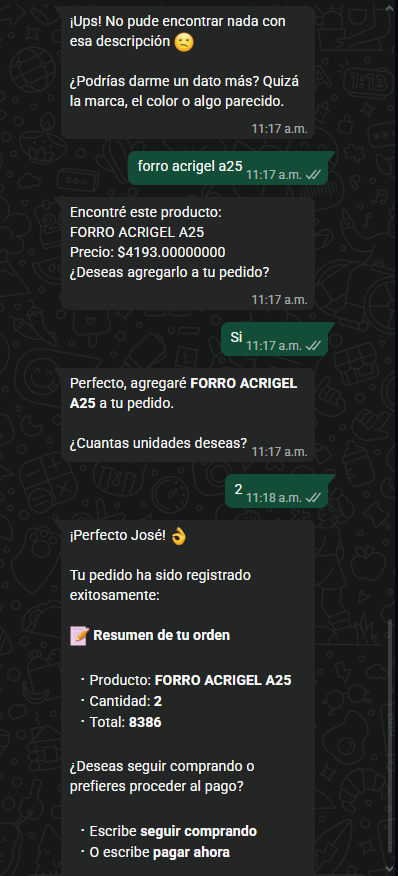 ¡Ups! No pude encontrar nada con
esa descripción 🙁
¿Podrías darme un dato más? Quizá
la marca, el color o algo parecido.
11:17 a.m.
forro acrigel a25 11:17 a.m.
Encontré este producto:
FORRO ACRIGEL A25
Precio: $4193.00000000
¿Deseas agregarlo a tu pedido?
11:17 a.m.
Si 11:17 a.m.
Perfecto, agregaré FORRO ACRIGEL
A25 a tu pedido.
¿Cuantas unidades deseas? 11:17 a.m.
2 11:18 a.m.
¡Perfecto José! 👌
Tu pedido ha sido registrado
exitosamente:
📝 Resumen de tu orden
· Producto: FORRO ACRIGEL A25
· Cantidad: 2
· Total: 8386
¿Deseas seguir comprando o
prefieres proceder al pago?
· Escribe seguir comprando
· O escribe pagar ahora